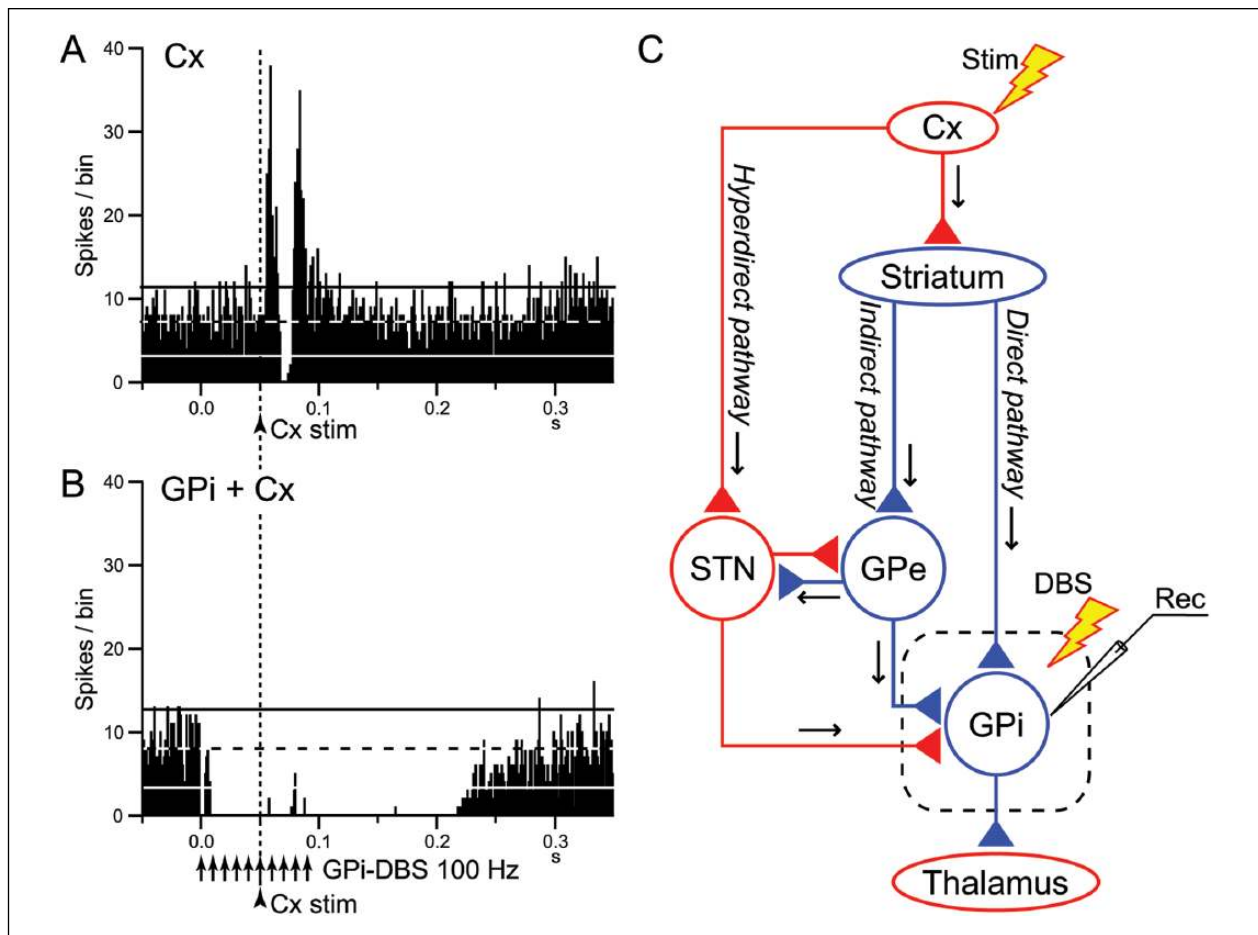 A
Cx
40
30
20
10
0
Spikes / bin
0.0
0.1
0.2
0.3
s
Cx stim
B
GPi + Cx
40
30
20
10
0
Spikes / bin
0.0
0.1
0.2
0.3
s
GPi-DBS 100 Hz
Cx stim
C
Stim
Cx
Hyperdirect pathway
Striatum
Indirect pathway
Direct pathway
STN
GPe
DBS
Rec
GPi
Thalamus